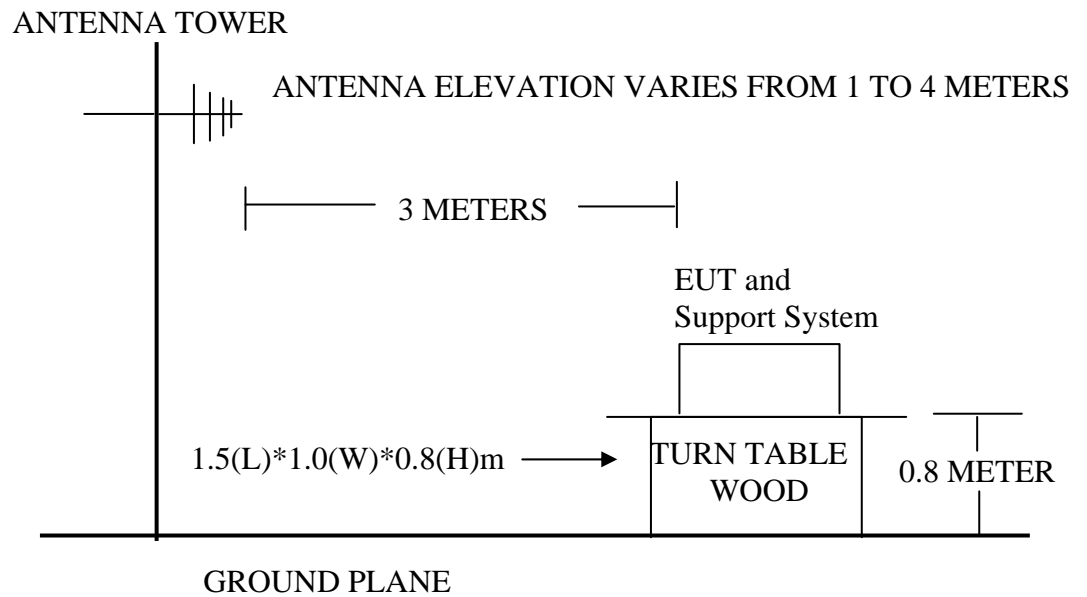 ANTENNA TOWER
ANTENNA ELEVATION VARIES FROM 1 TO 4 METERS
3 METERS
EUT and
Support System
1.5(L)*1.0(W)*0.8(H)m
TURN TABLE
WOOD
0.8 METER
GROUND PLANE